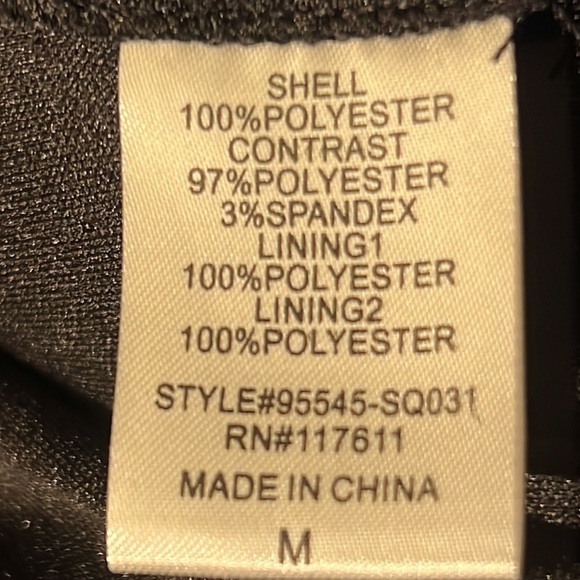 SHELL
100%POLYESTER
CONTRAST
97%POLYESTER
3%SPANDEX
LINING1
100%POLYESTER
LINING2
100%POLYESTER
STYLE#95545-SQ031
RN#117611
MADE IN CHINA
M